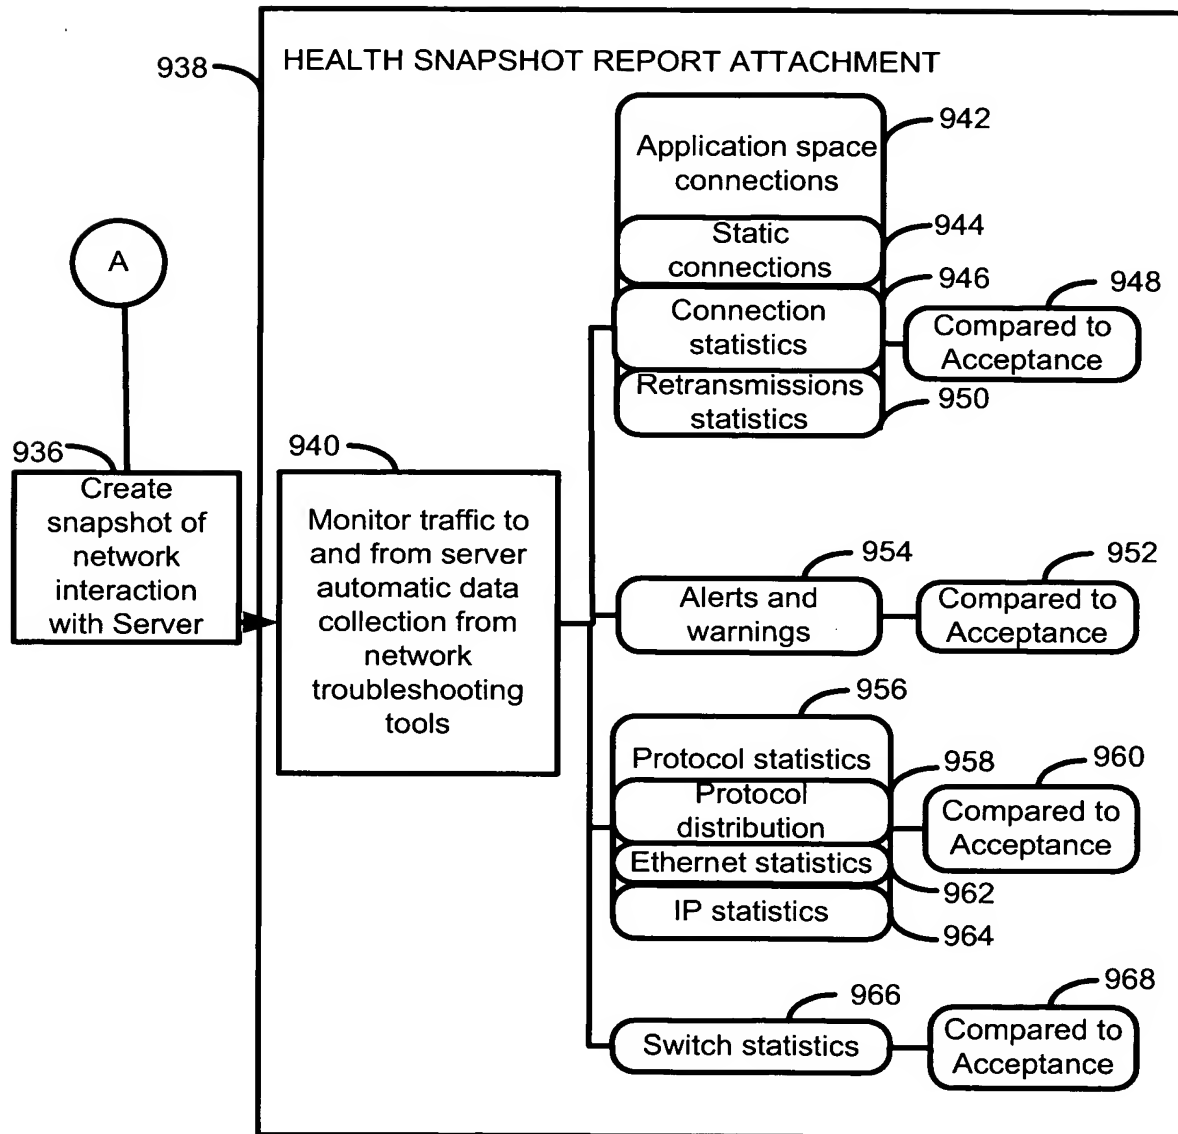 938
HEALTH SNAPSHOT REPORT ATTACHMENT
942
Application space
connections
944
Static
connections
946
948
Connection
statistics
Compared to
Acceptance
Retransmissions
statistics
950
A
936
Create
snapshot of
network
interaction
with Server
940
Monitor traffic to
and from server
automatic data
collection from
network
troubleshooting
tools
954
Alerts and
warnings
952
Compared to
Acceptance
956
Protocol statistics
958
960
Protocol
distribution
Compared to
Acceptance
Ethernet statistics
962
IP statistics
964
966
Switch statistics
968
Compared to
Acceptance